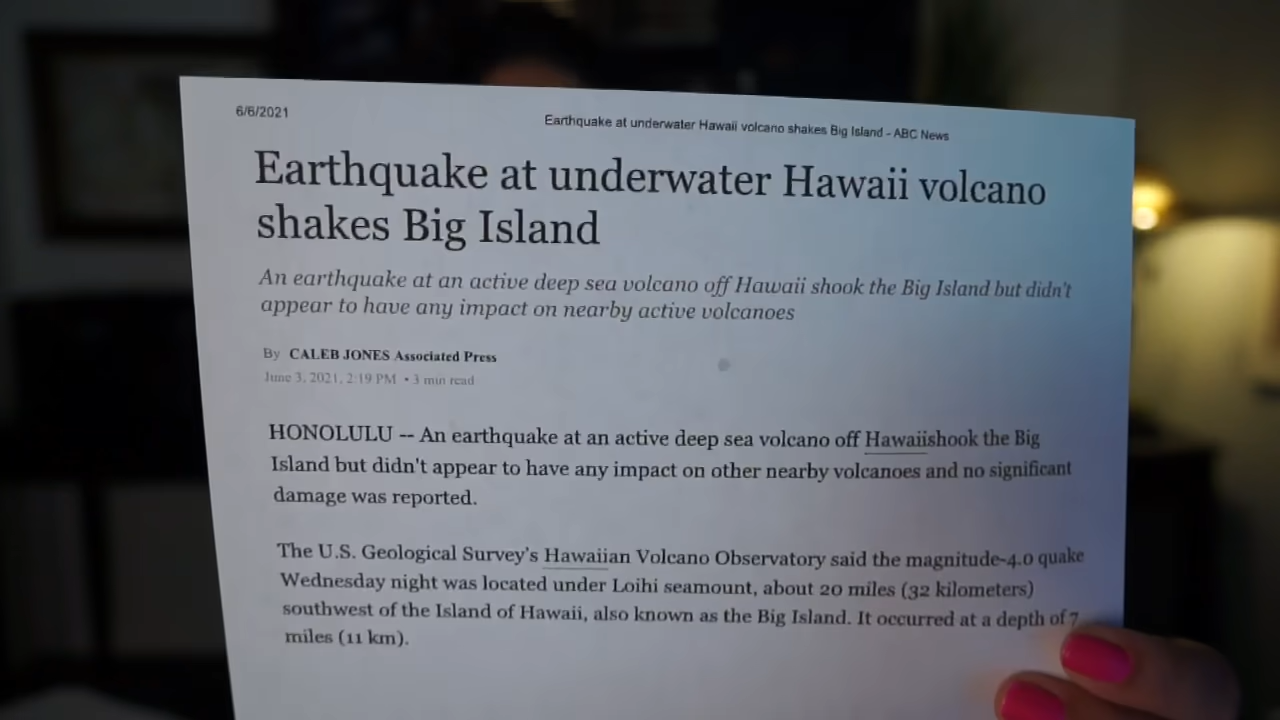 6/6/2021
Earthquake at underwater Hawaii volcano shakes Big Island - ABC News
Earthquake at underwater Hawaii volcano
shakes Big Island
An earthquake at an active deep sea volcano off Hawaii shook the Big Island but didn't
appear to have any impact on nearby active volcanoes
By CALEB JONES Associated Press
June 3, 2021, 2:19 PM • 3 min read
HONOLULU -- An earthquake at an active deep sea volcano off Hawaiishook the Big
Island but didn't appear to have any impact on other nearby volcanoes and no significant
damage was reported.
The U.S. Geological Survey's Hawaiian Volcano Observatory said the magnitude-4.0 quake
Wednesday night was located under Loihi seamount, about 20 miles (32 kilometers)
southwest of the Island of Hawaii, also known as the Big Island. It occurred at a depth of 7
miles (11 km).